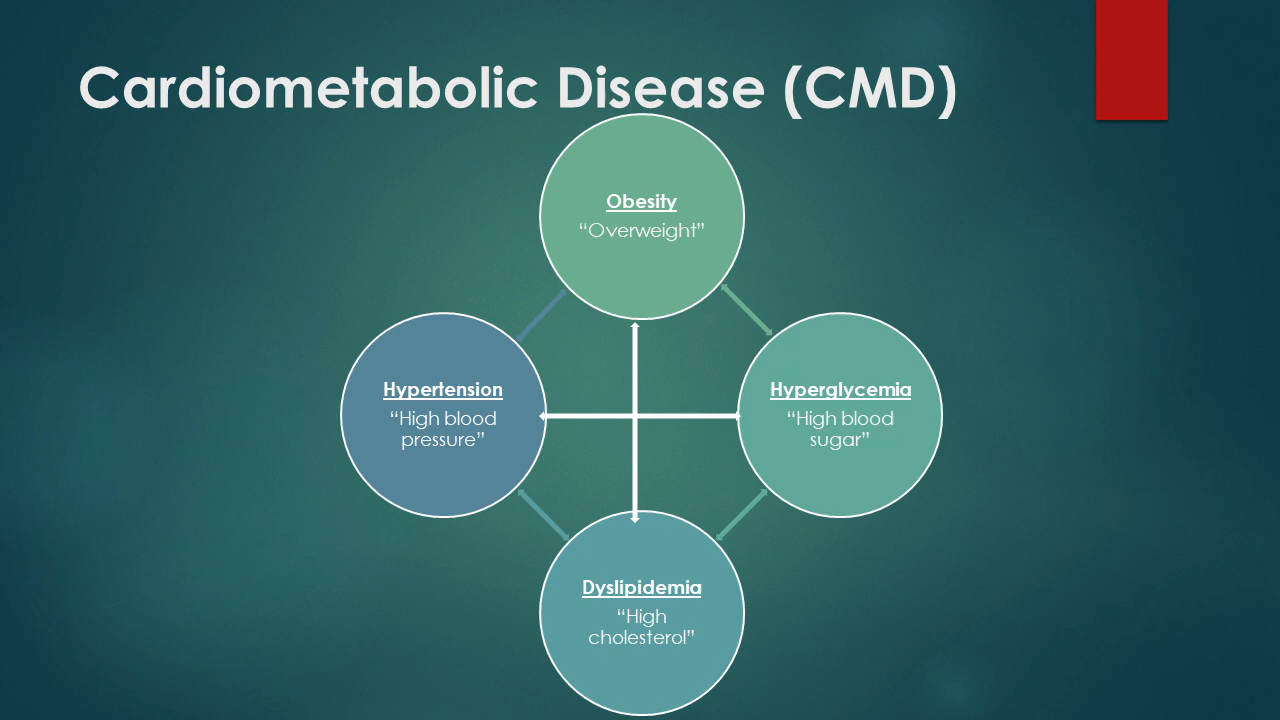 Cardiometabolic Disease (CMD)
Obesity
“Overweight”
Hypertension
“High blood
pressure”
Hyperglycemia
“High blood
sugar”
Dyslipidemia
“High
cholesterol”